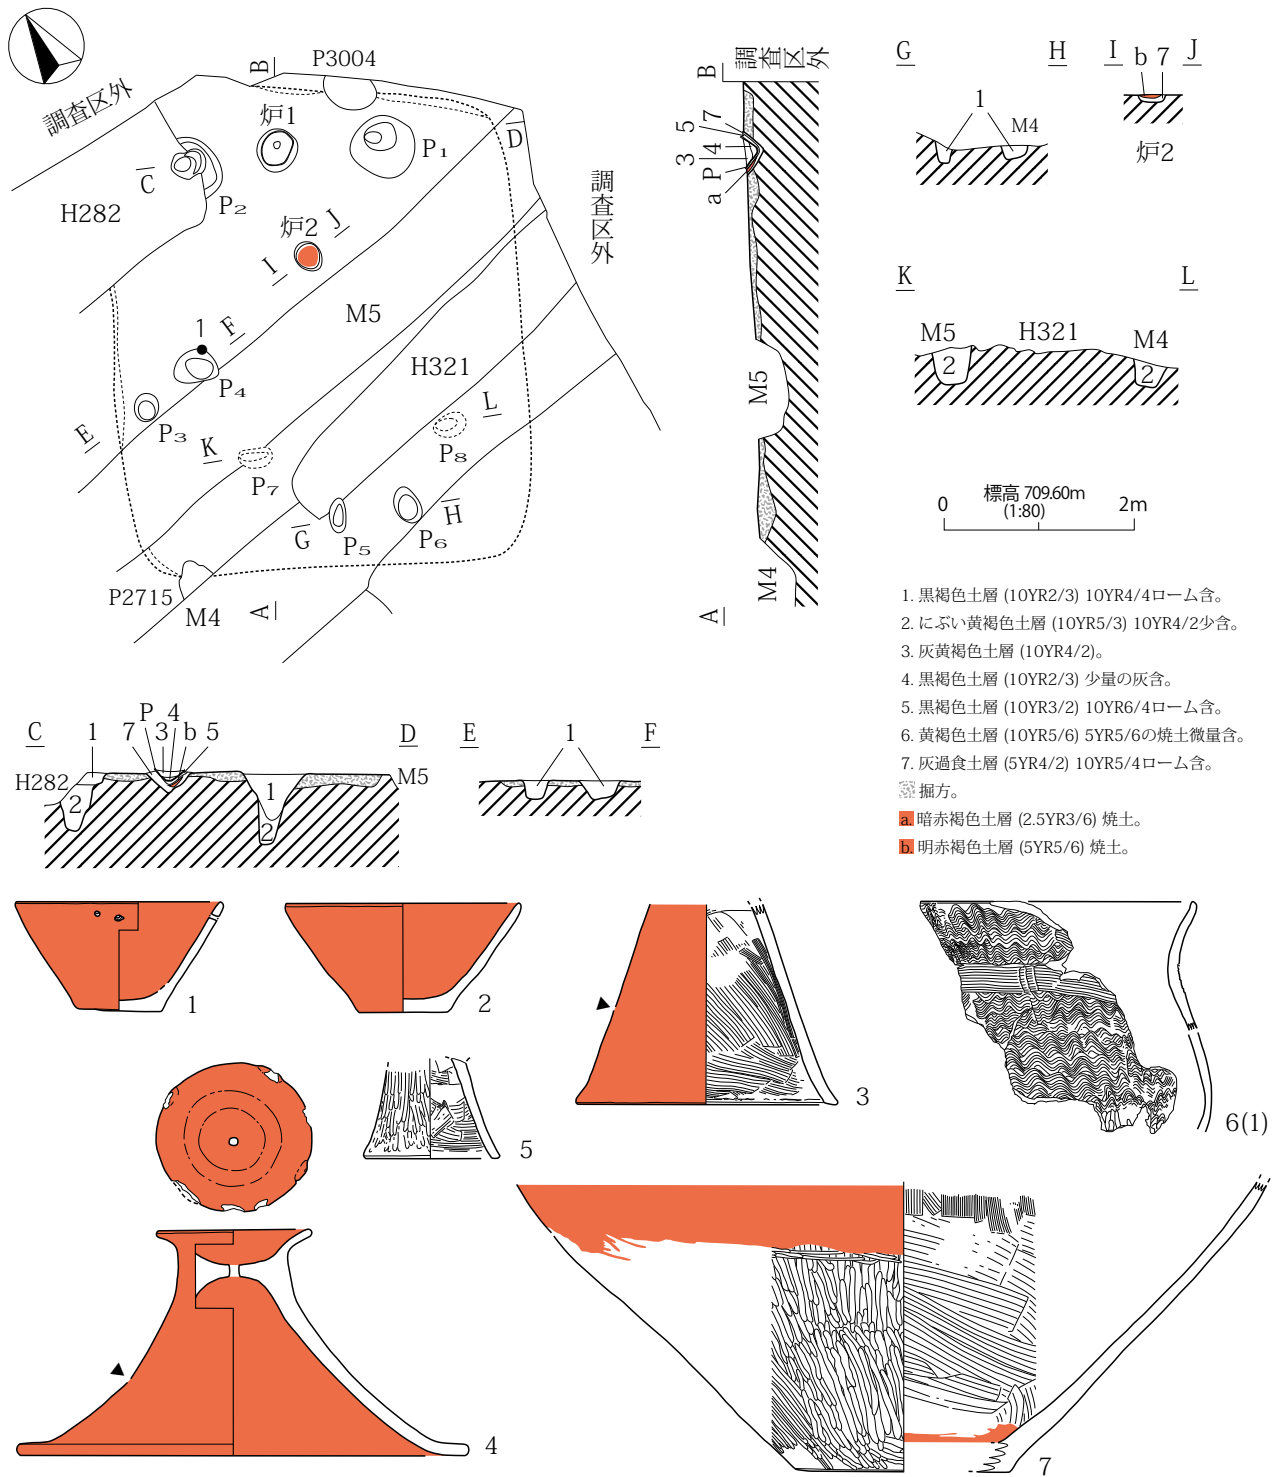 調査区外
B
P3004
炉1
P1
D
C
H282
P2
炉2
J
I
調査区外
M5
1
F
H321
P4
E
P3
K
L
P8
P7
G
H
P5
P6
P2715
M4
A
B
調査区外
7
5
4
3
P
a
M5
M4
A
G
H
1
M4
I
b 7
J
炉2
K
L
M5
H321
M4
2
2
標高 709.60m
0
(1:80)
2m
1. 黒褐色土層 (10YR2/3) 10YR4/4ローム含。
2. にぶい黄褐色土層 (10YR5/3) 10YR4/2少含。
3. 灰黄褐色土層 (10YR4/2)。
4. 黒褐色土層 (10YR2/3) 少量の灰含。
5. 黒褐色土層 (10YR3/2) 10YR6/4ローム含。
6. 黄褐色土層 (10YR5/6) 5YR5/6の焼土微量含。
7. 灰過食土層 (5YR4/2) 10YR5/4ローム含。
掘方。
a. 暗赤褐色土層 (2.5YR3/6) 焼土。
b. 明赤褐色土層 (5YR5/6) 焼土。
C
1
P
7
3
4
b
5
D
H282
M5
2
1
2
E
1
F
1
2
3
6(1)
5
4
7